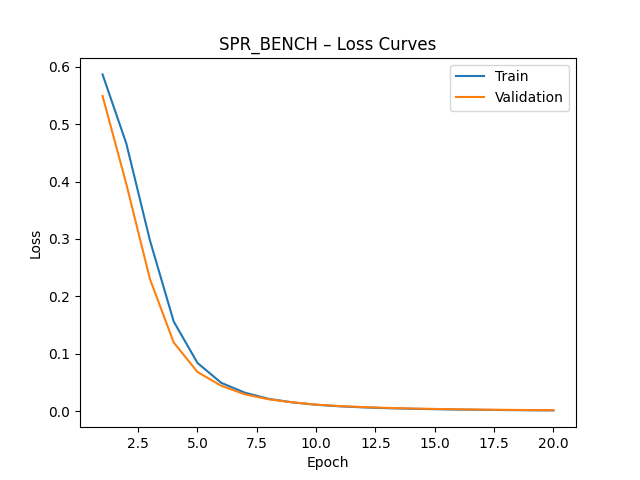 SPR_BENCH – Loss Curves
Train
Validation
0.6
0.5
0.4
0.3
0.2
0.1
0.0
Loss
2.5 5.0 7.5 10.0 12.5 15.0 17.5 20.0
Epoch